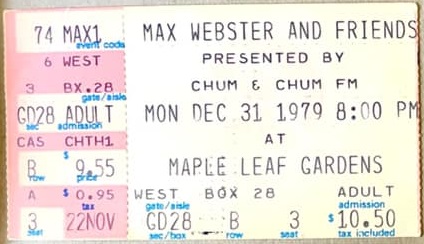 74 MAX1
event code
6 WEST
3 BX.28
gate/aisle
GD28 ADULT
sec admission
CAS CHTH1
B $ 9.55
row price
A $ 0.95
tax
3 22NOV
seat
MAX WEBSTER AND FRIENDS
PRESENTED BY
CHUM & CHUM FM
MON DEC 31 1979 8:00 PM
AT
MAPLE LEAF GARDENS
WEST BOX 28 ADULT
gate/aisle admission
GD28 B 3 $10.50
sec/box row seat tax included